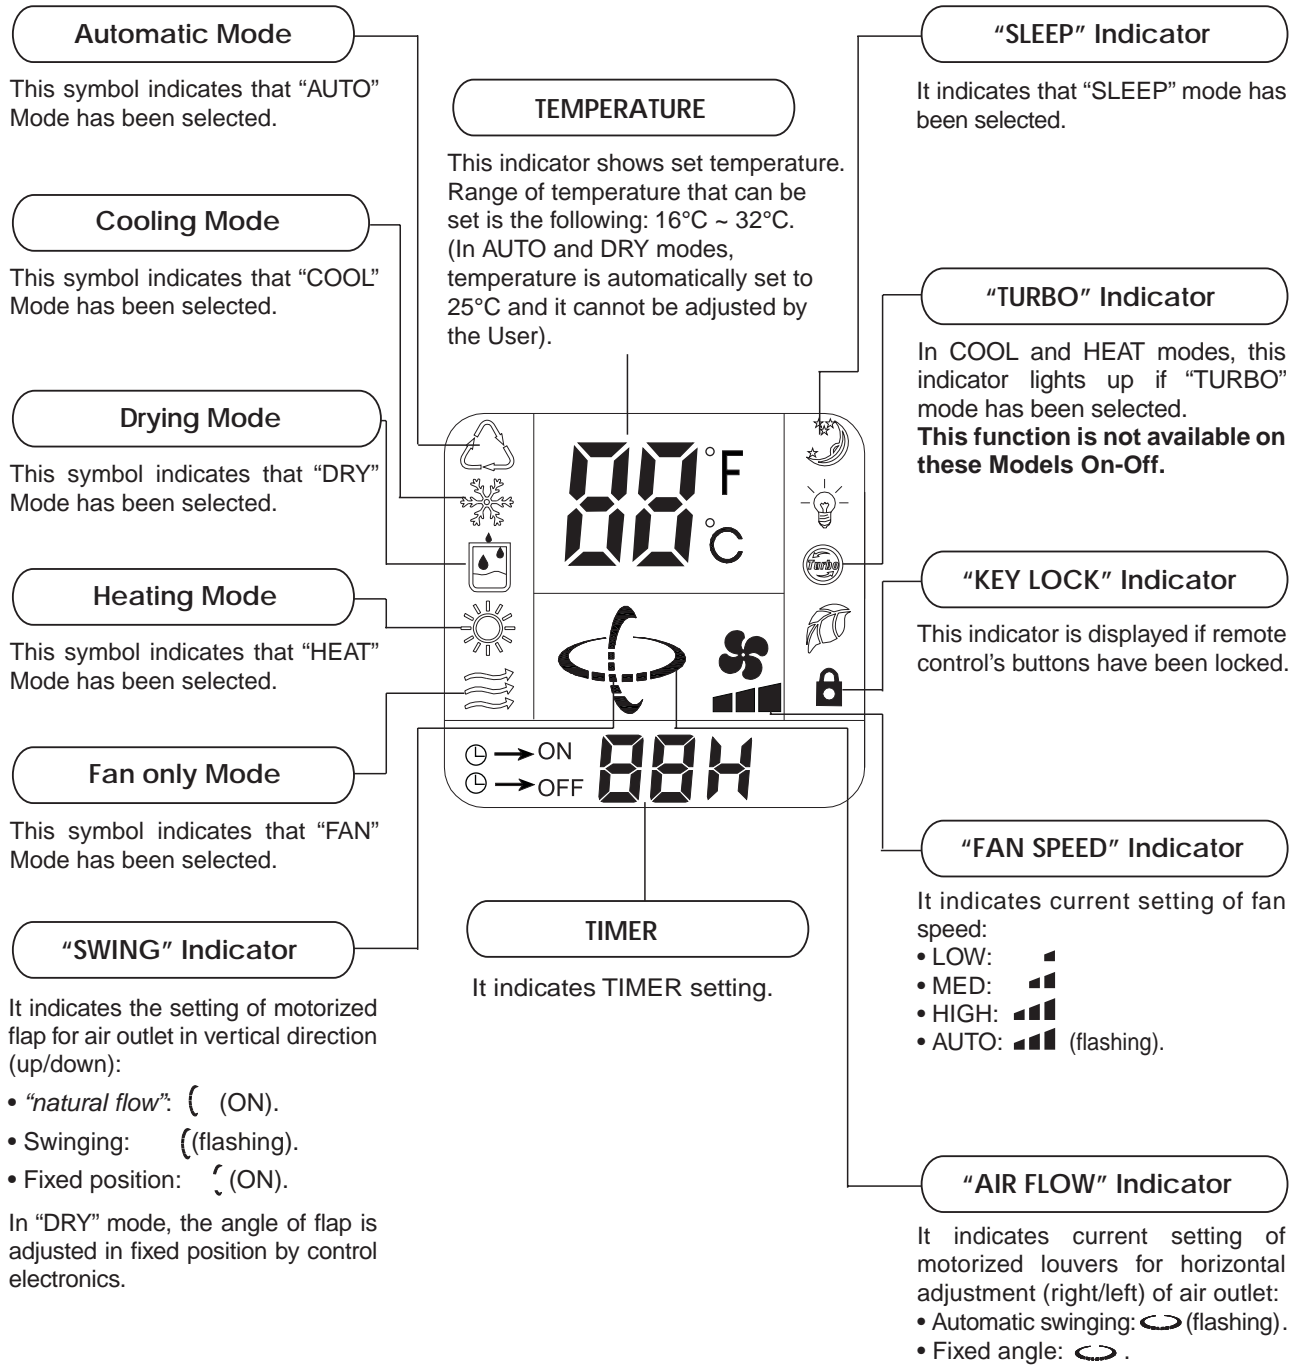 Automatic Mode
This symbol indicates that “AUTO”
Mode has been selected.
Cooling Mode
This symbol indicates that “COOL”
Mode has been selected.
Drying Mode
This symbol indicates that “DRY”
Mode has been selected.
Heating Mode
This symbol indicates that “HEAT”
Mode has been selected.
Fan only Mode
This symbol indicates that “FAN”
Mode has been selected.
“SWING” Indicator
It indicates the setting of motorized
flap for air outlet in vertical direction
(up/down):
• “natural flow”: (ON).
• Swinging: (flashing).
• Fixed position: (ON).
In “DRY” mode, the angle of flap is
adjusted in fixed position by control
electronics.
TEMPERATURE
This indicator shows set temperature.
Range of temperature that can be
set is the following: 16°C ~ 32°C.
(In AUTO and DRY modes,
temperature is automatically set to
25°C and it cannot be adjusted by
the User).
88 °F
°C
Turbo
ON 88H
OFF
TIMER
It indicates TIMER setting.
“SLEEP” Indicator
It indicates that “SLEEP” mode has
been selected.
“TURBO” Indicator
In COOL and HEAT modes, this
indicator lights up if “TURBO”
mode has been selected.
This function is not available on
these Models On-Off.
“KEY LOCK” Indicator
This indicator is displayed if remote
control’s buttons have been locked.
“FAN SPEED” Indicator
It indicates current setting of fan
speed:
• LOW:
• MED:
• HIGH:
• AUTO: (flashing).
“AIR FLOW” Indicator
It indicates current setting of
motorized louvers for horizontal
adjustment (right/left) of air outlet:
• Automatic swinging: (flashing).
• Fixed angle: .